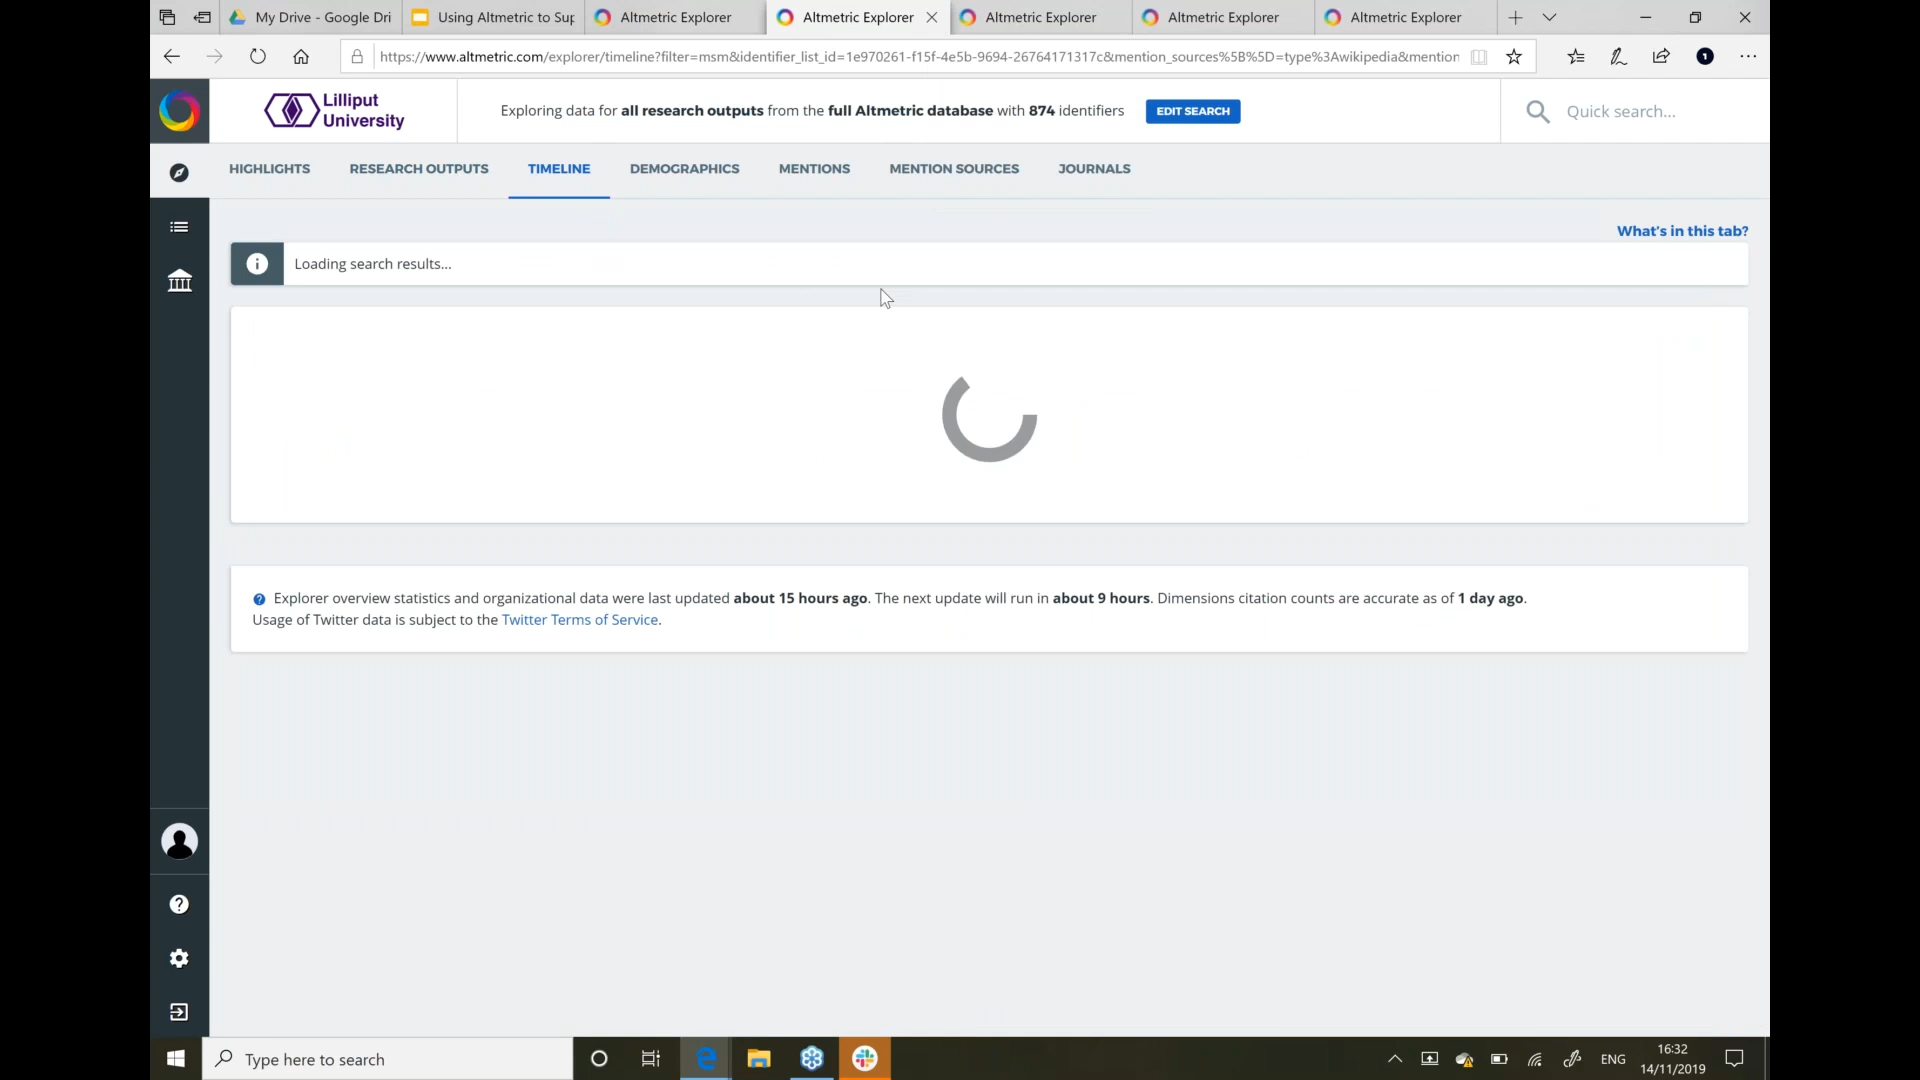 My Drive - Google Dri
Using Altmetric to Sup
Altmetric Explorer
Altmetric Explorer
Altmetric Explorer
Altmetric Explorer
Altmetric Explorer
https://www.altmetric.com/explorer/timeline?filter=msm&identifier_list_id=1e970261-f15f-4e5b-9694-26764171317c&mention_sources%5B%5D=type%3Awikipedia&mention
1
Lilliput
University
Exploring data for all research outputs from the full Altmetric database with 874 identifiers
EDIT SEARCH
Quick search...
HIGHLIGHTS
RESEARCH OUTPUTS
TIMELINE
DEMOGRAPHICS
MENTIONS
MENTION SOURCES
JOURNALS
What's in this tab?
Loading search results...
Explorer overview statistics and organizational data were last updated about 15 hours ago. The next update will run in about 9 hours. Dimensions citation counts are accurate as of 1 day ago.
Usage of Twitter data is subject to the Twitter Terms of Service.
Type here to search
ENG
16:32
14/11/2019